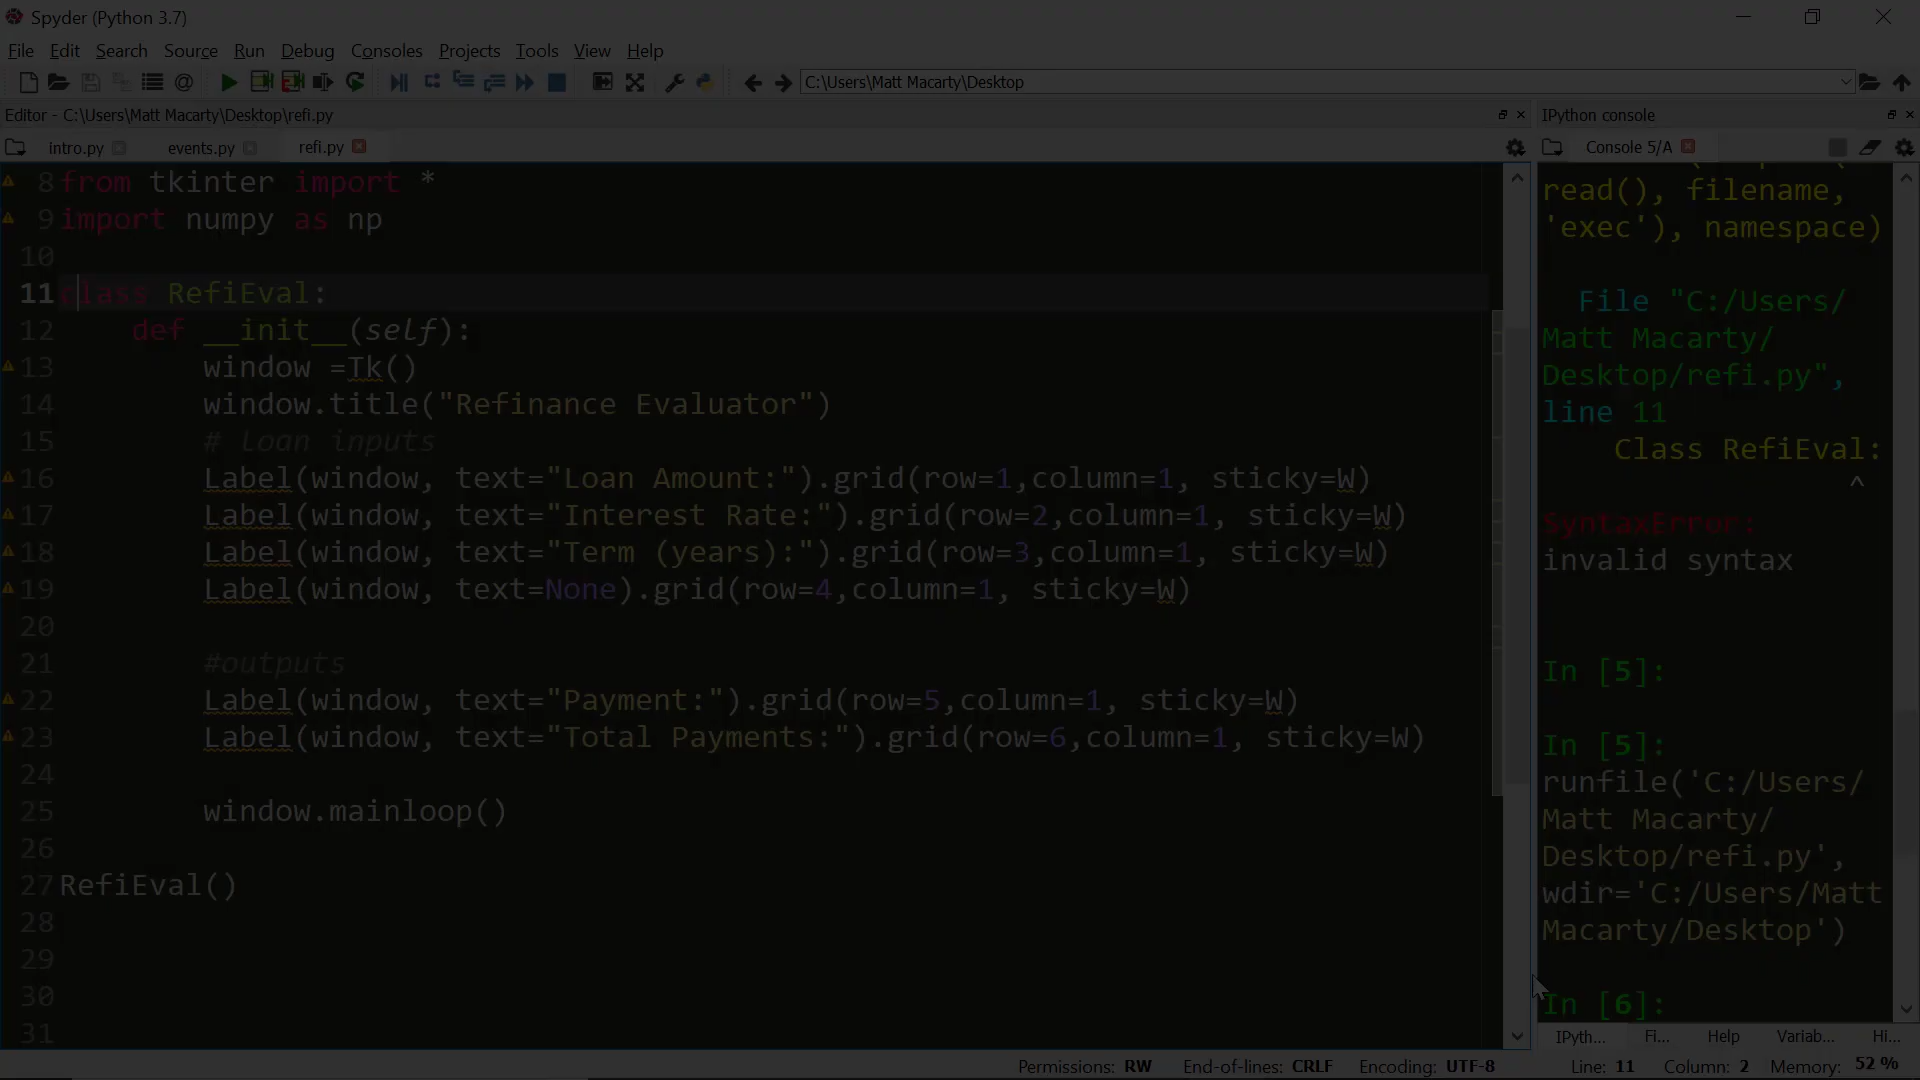 Spyder (Python 3.7)
File Edit Search Source Run Debug Consoles Projects Tools View Help
C:\Users\Matt Macarty\Desktop
Editor - C:\Users\Matt Macarty\Desktop\refi.py
intro.py events.py refi.py
8 from tkinter import *
9 import numpy as np
10
11 class RefiEval:
12 def __init__(self):
13 window =Tk()
14 window.title("Refinance Evaluator")
15 # Loan inputs
16 Label(window, text="Loan Amount:").grid(row=1,column=1, sticky=W)
17 Label(window, text="Interest Rate:").grid(row=2,column=1, sticky=W)
18 Label(window, text="Term (years):").grid(row=3,column=1, sticky=W)
19 Label(window, text=None).grid(row=4,column=1, sticky=W)
20
21 #outputs
22 Label(window, text="Payment:").grid(row=5,column=1, sticky=W)
23 Label(window, text="Total Payments:").grid(row=6,column=1, sticky=W)
24
25 window.mainloop()
26
27 RefiEval()
28
29
30
31
IPython console
Console 5/A
read(), filename,
'exec'), namespace)
File "C:/Users/
Matt Macarty/
Desktop/refi.py",
line 11
Class RefiEval:
^
SyntaxError:
invalid syntax
In [5]:
In [5]:
runfile('C:/Users/
Matt Macarty/
Desktop/refi.py',
wdir='C:/Users/Matt
Macarty/Desktop')
In [6]:
IPyth... Fi... Help Variab... Hi...
Permissions: RW End-of-lines: CRLF Encoding: UTF-8 Line: 11 Column: 2 Memory: 52 %